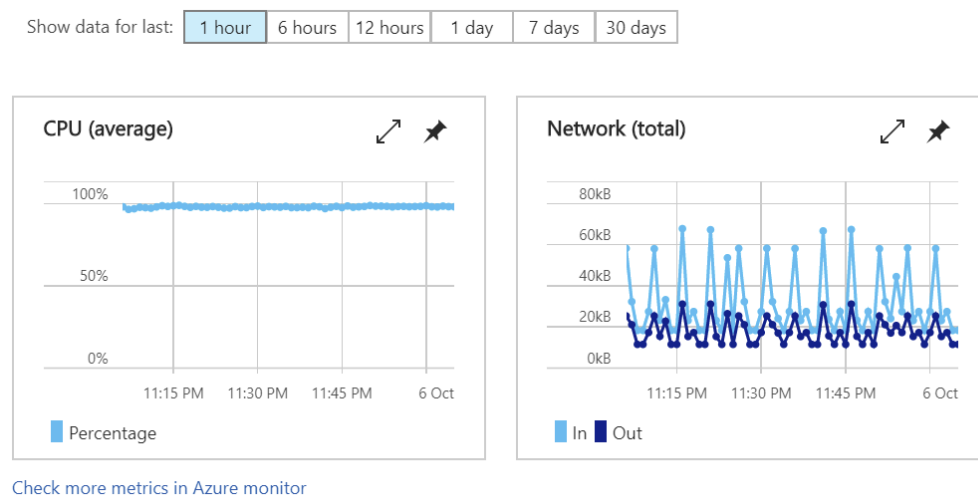 Show data for last: 1 hour 6 hours 12 hours 1 day 7 days 30 days
CPU (average)
100%
50%
0%
11:15 PM 11:30 PM 11:45 PM 6 Oct
Percentage
Network (total)
80kB
60kB
40kB
20kB
0kB
11:15 PM 11:30 PM 11:45 PM 6 Oct
In Out
Check more metrics in Azure monitor